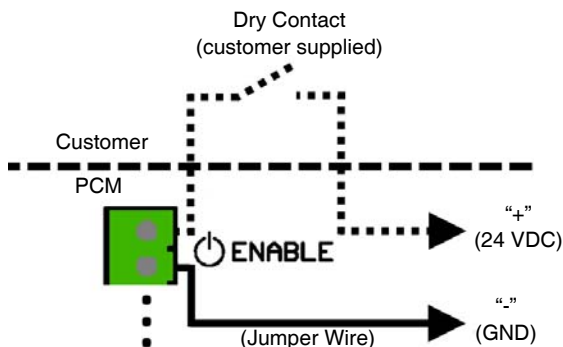 Dry Contact
(customer supplied)
Customer
PCM
“+”
(24 VDC)
ENABLE
“-”
(GND)
(Jumper Wire)